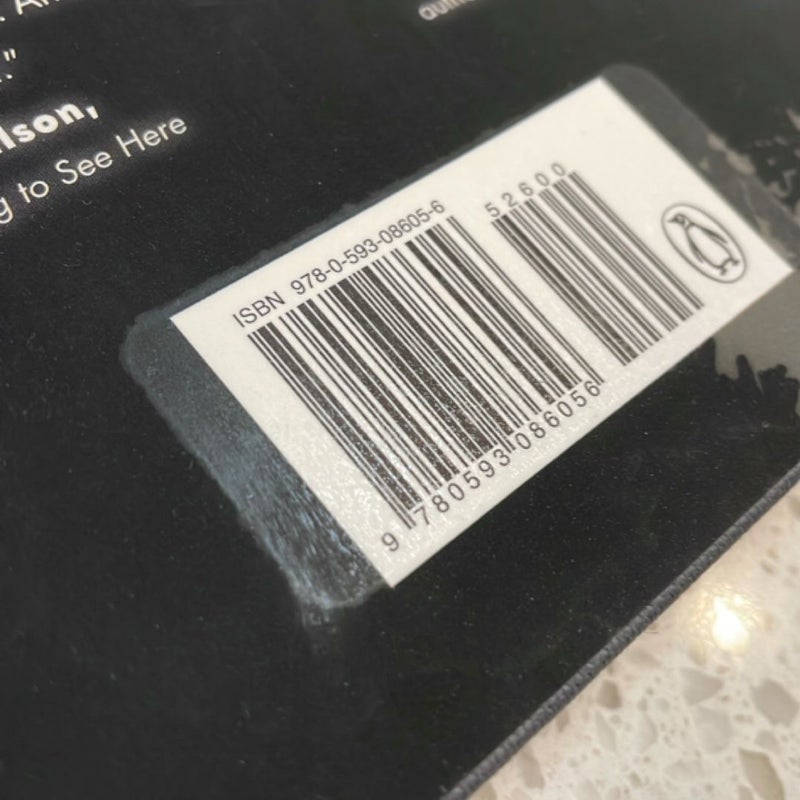 ."
lson,
g to See Here
ISBN 978-0-593-08605-6
52600
9 780593 086056